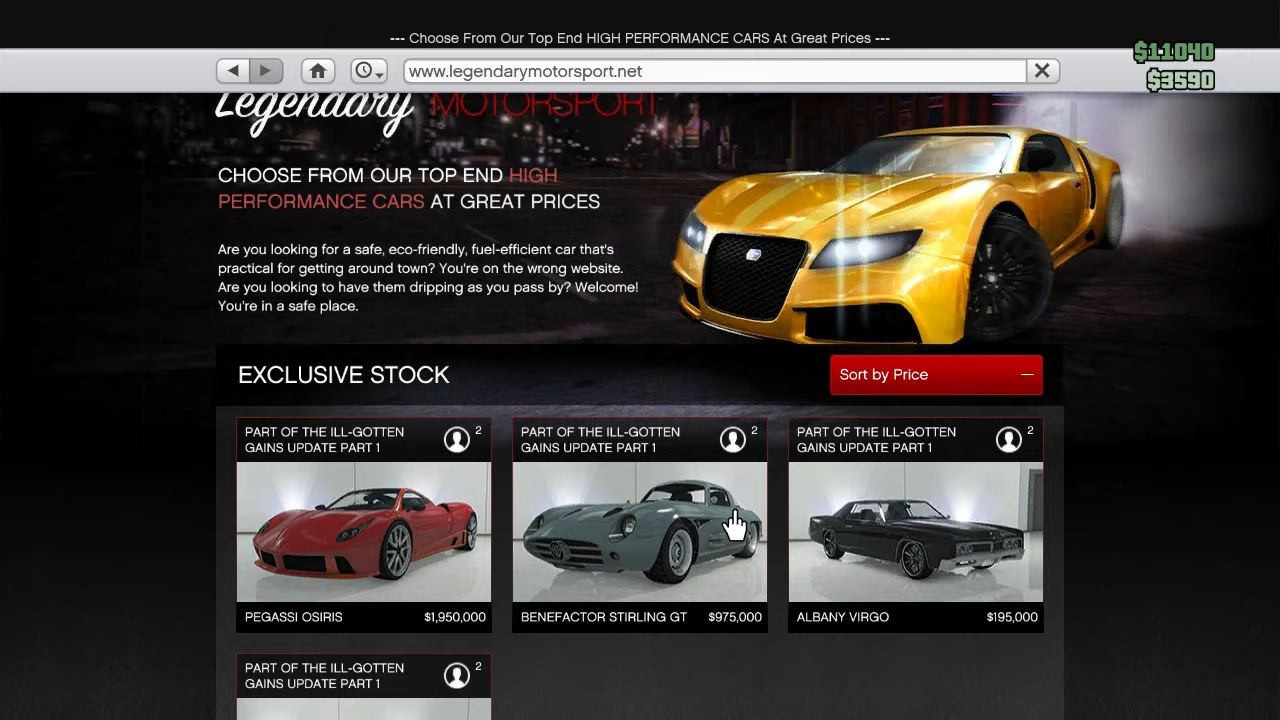 --- Choose From Our Top End HIGH PERFORMANCE CARS At Great Prices ---
$11040
www.legendarymotorsport.net
$3590
Legendary MOTORSPORT
CHOOSE FROM OUR TOP END HIGH
PERFORMANCE CARS AT GREAT PRICES
Are you looking for a safe, eco-friendly, fuel-efficient car that's
practical for getting around town? You're on the wrong website.
Are you looking to have them dripping as you pass by? Welcome!
You're in a safe place.
EXCLUSIVE STOCK
Sort by Price
PART OF THE ILL-GOTTEN
GAINS UPDATE PART 1
2
PEGASSI OSIRIS
$1,950,000
PART OF THE ILL-GOTTEN
GAINS UPDATE PART 1
2
BENEFACTOR STIRLING GT
$975,000
PART OF THE ILL-GOTTEN
GAINS UPDATE PART 1
2
ALBANY VIRGO
$195,000
PART OF THE ILL-GOTTEN
GAINS UPDATE PART 1
2